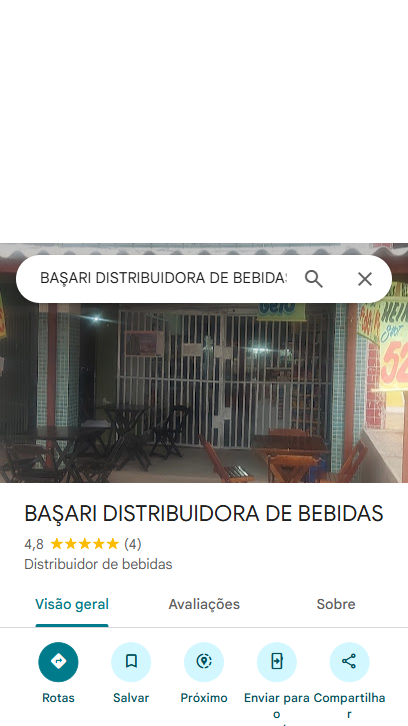 BAŞARI DISTRIBUIDORA DE BEBIDAS
Gelo
52
BAŞARI DISTRIBUIDORA DE BEBIDAS
4,8 ★★★★★ (4)
Distribuidor de bebidas
Visão geral Avaliações Sobre
Rotas Salvar Próximo Enviar para o Compartilhar